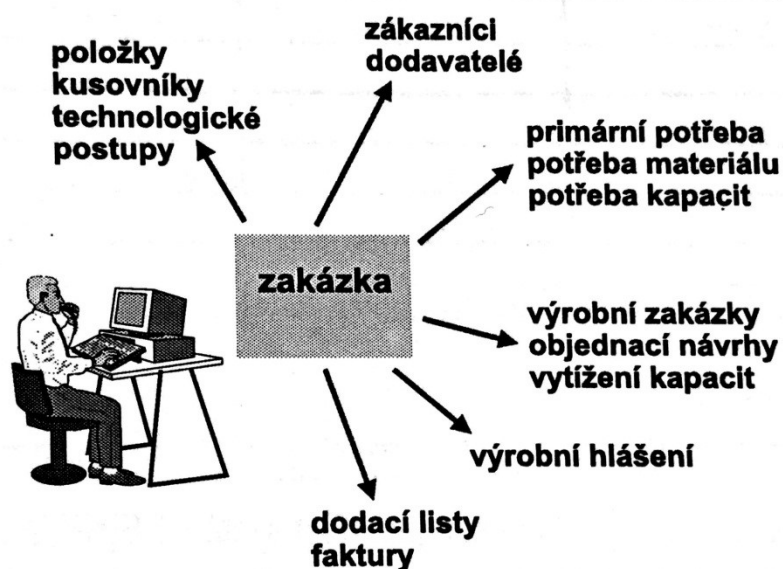 položky
kusovníky
technologické
postupy
zákazníci
dodavatelé
primární potřeba
potřeba materiálu
potřeba kapacit
zakázka
výrobní zakázky
objednací návrhy
vytížení kapacit
výrobní hlášení
dodací listy
faktury